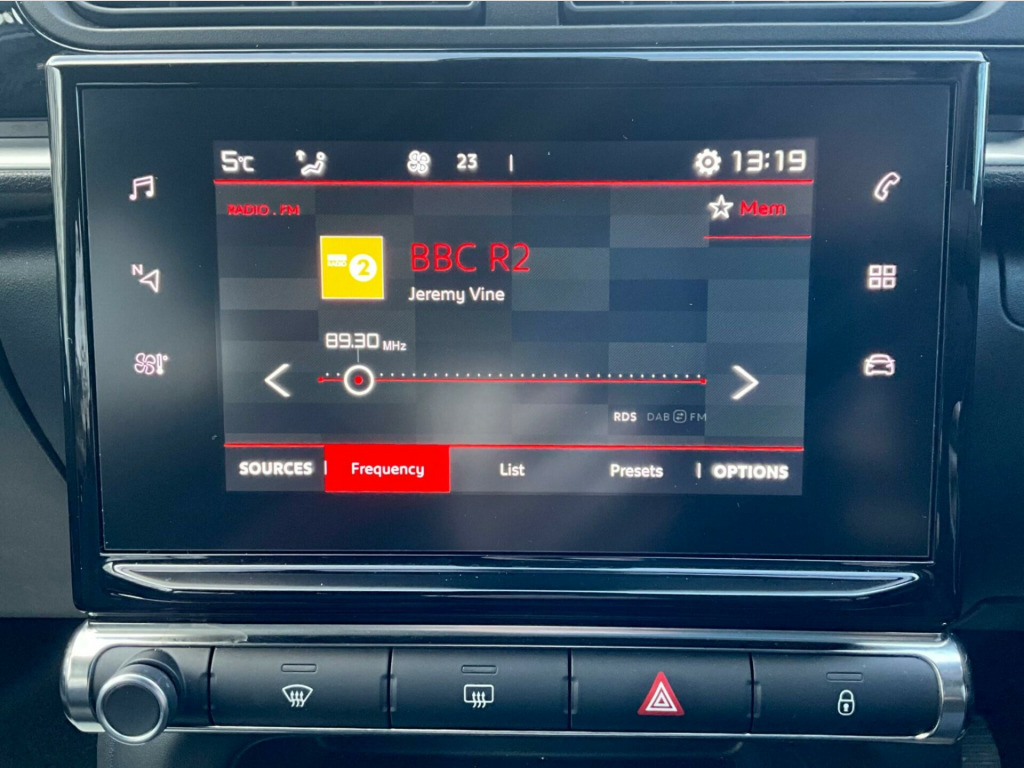 5°C 23 13:19
RADIO . FM Mem
BBC R2
2
Jeremy Vine
89.30 MHz
N
RDS DAB FM
SOURCES Frequency List Presets OPTIONS